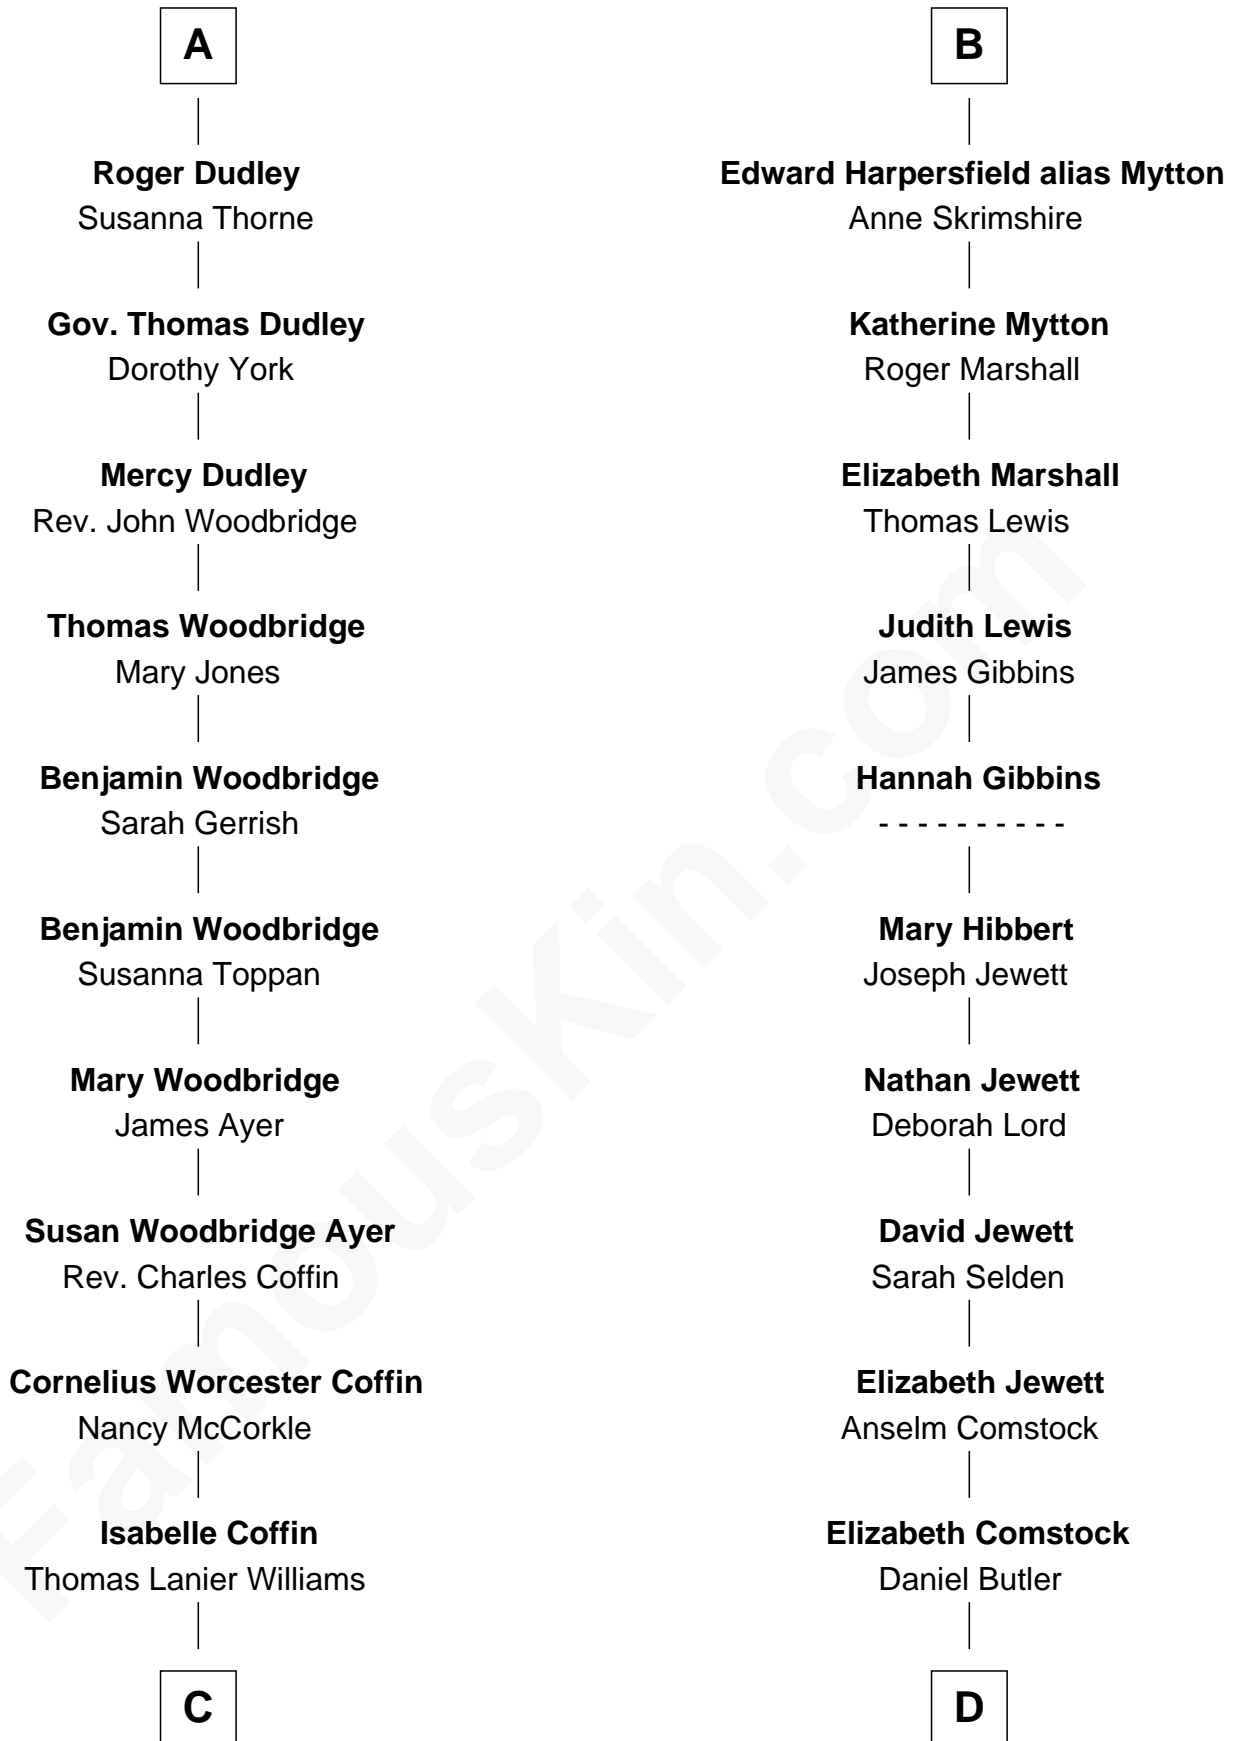 A
Roger Dudley
Susanna Thorne
Gov. Thomas Dudley
Dorothy York
Mercy Dudley
Rev. John Woodbridge
Thomas Woodbridge
Mary Jones
Benjamin Woodbridge
Sarah Gerrish
Benjamin Woodbridge
Susanna Toppan
Mary Woodbridge
James Ayer
Susan Woodbridge Ayer
Rev. Charles Coffin
Cornelius Worcester Coffin
Nancy McCorkle
Isabelle Coffin
Thomas Lanier Williams
C
B
Edward Harpersfield alias Mytton
Anne Skrimshire
Katherine Mytton
Roger Marshall
Elizabeth Marshall
Thomas Lewis
Judith Lewis
James Gibbins
Hannah Gibbins
- - - - - - - - - -
Mary Hibbert
Joseph Jewett
Nathan Jewett
Deborah Lord
David Jewett
Sarah Selden
Elizabeth Jewett
Anselm Comstock
Elizabeth Comstock
Daniel Butler
D
FamousKin.com